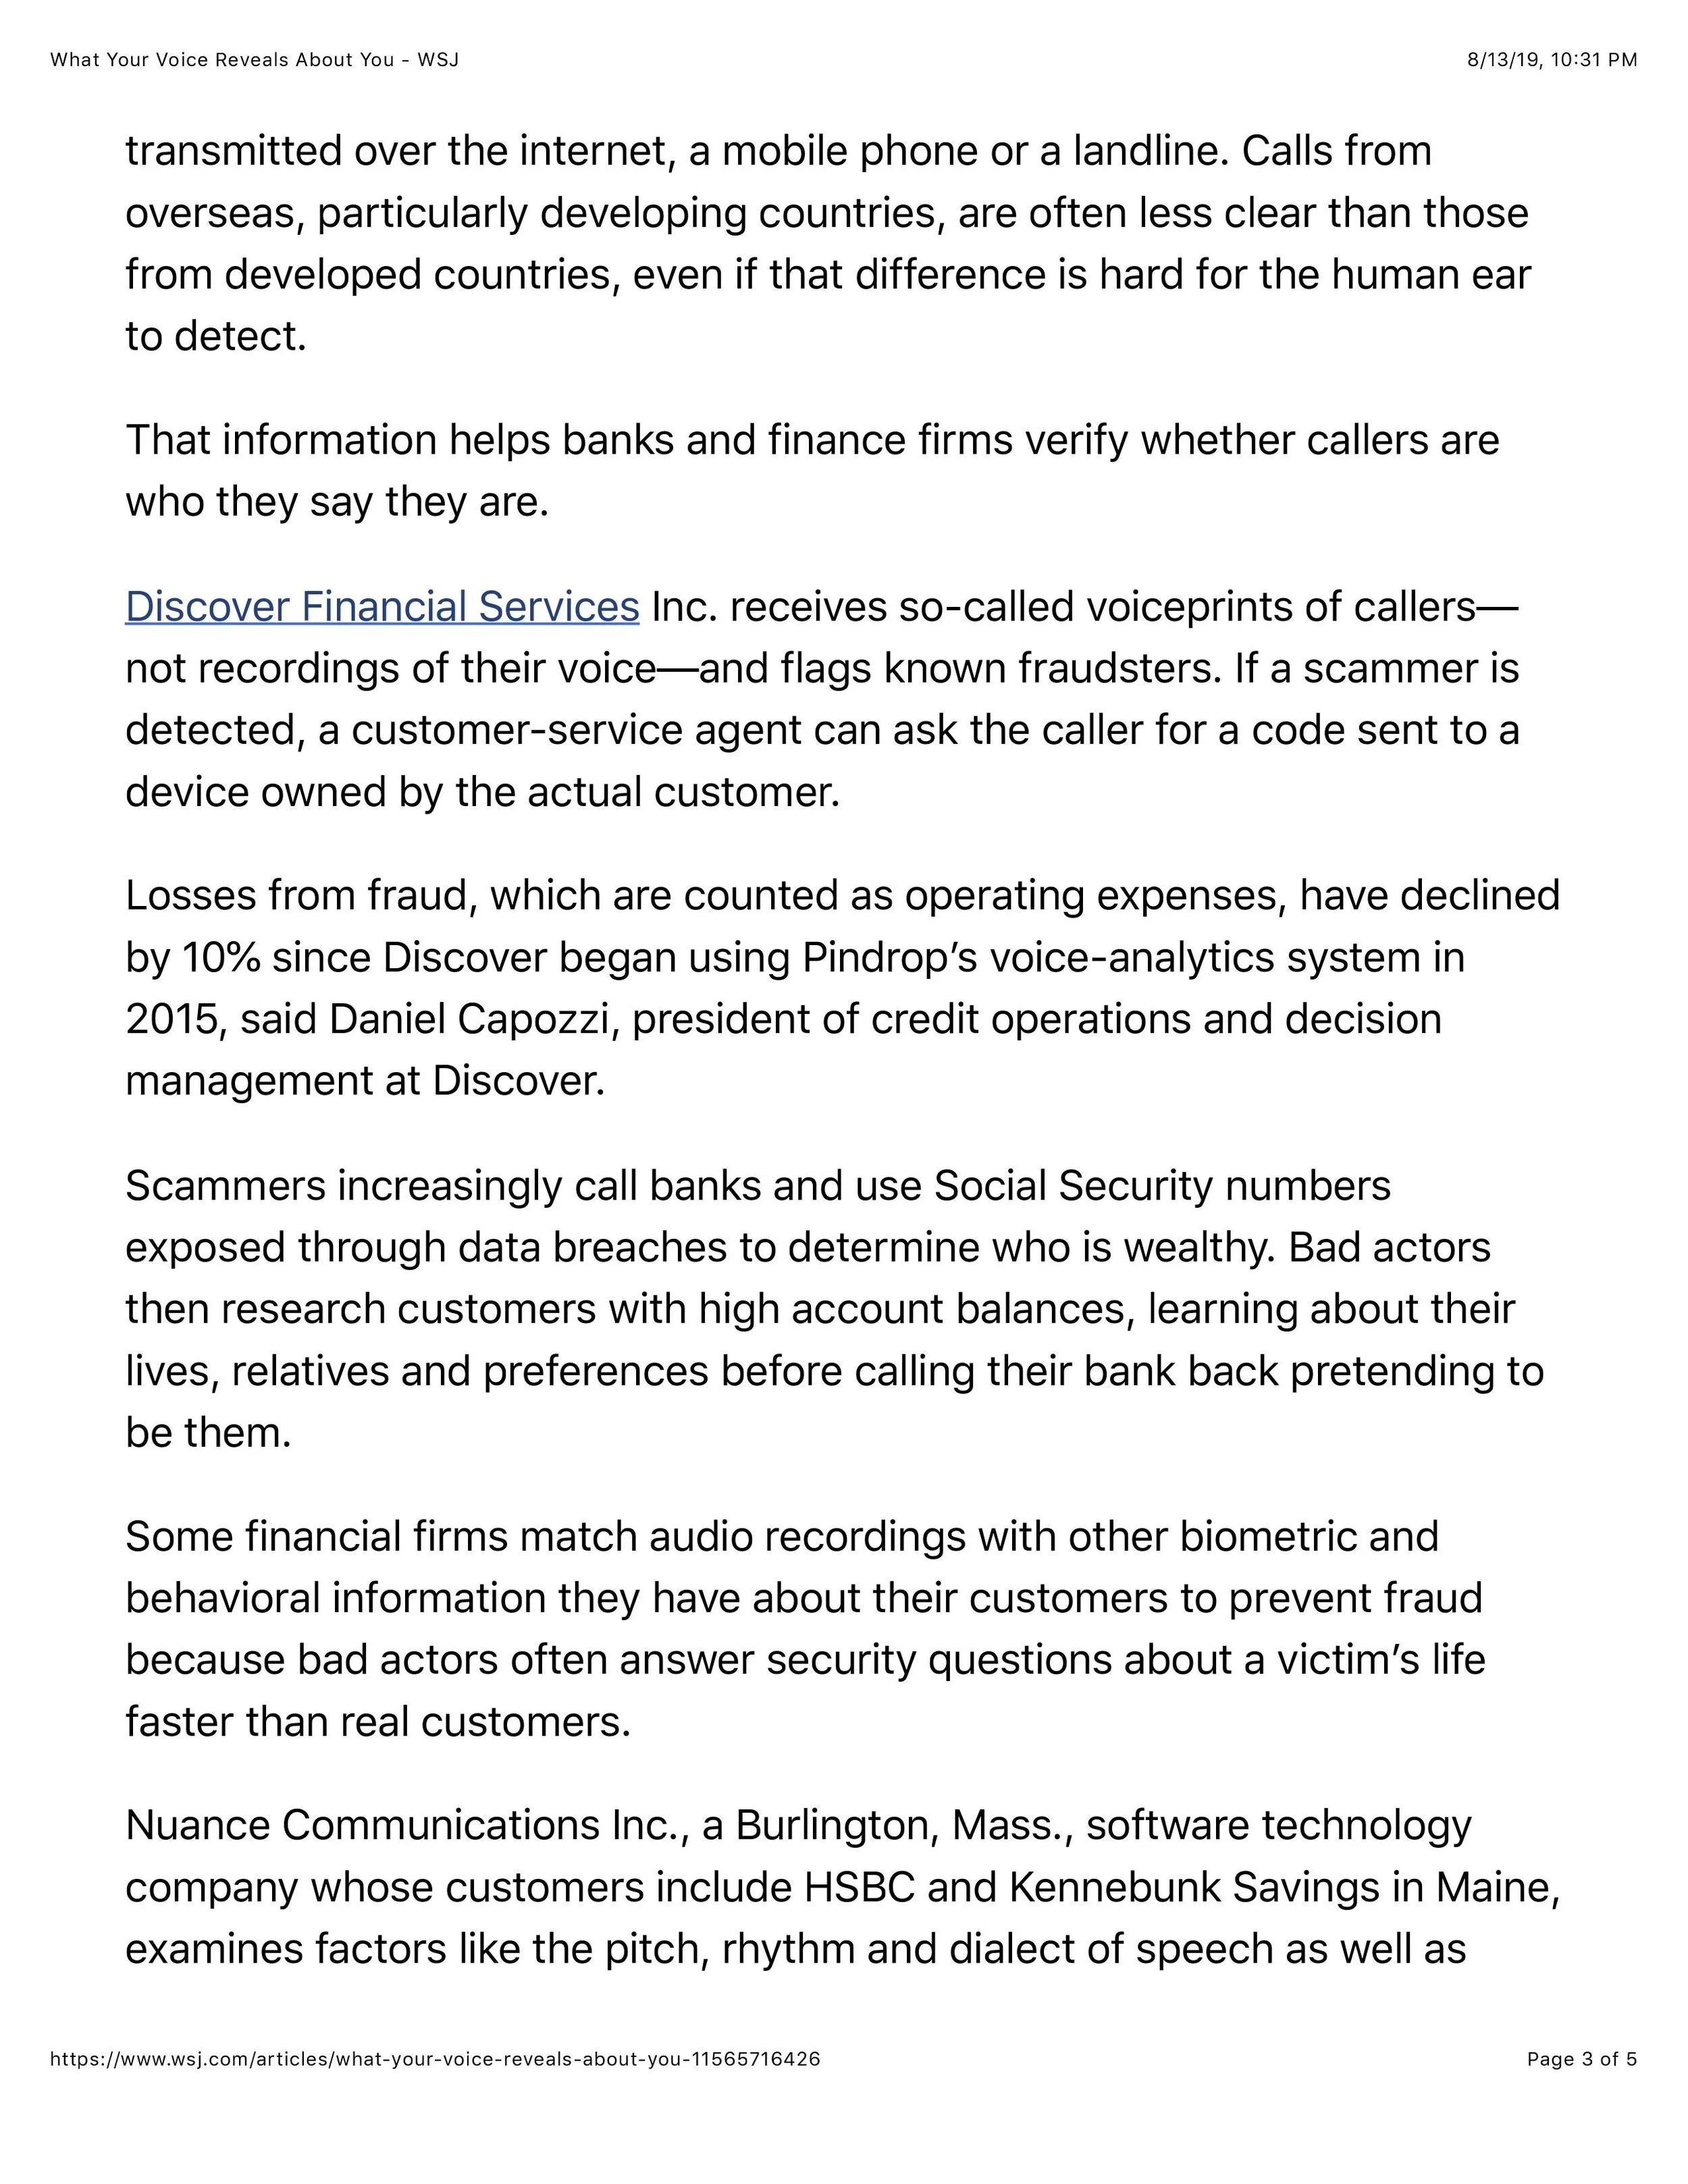 What Your Voice Reveals About You - WSJ
8/13/19, 10:31 PM
transmitted over the internet, a mobile phone or a landline. Calls from
overseas, particularly developing countries, are often less clear than those
from developed countries, even if that difference is hard for the human ear
to detect.
That information helps banks and finance firms verify whether callers are
who they say they are.
Discover Financial Services Inc. receives so-called voiceprints of callers—
not recordings of their voice—and flags known fraudsters. If a scammer is
detected, a customer-service agent can ask the caller for a code sent to a
device owned by the actual customer.
Losses from fraud, which are counted as operating expenses, have declined
by 10% since Discover began using Pindrop’s voice-analytics system in
2015, said Daniel Capozzi, president of credit operations and decision
management at Discover.
Scammers increasingly call banks and use Social Security numbers
exposed through data breaches to determine who is wealthy. Bad actors
then research customers with high account balances, learning about their
lives, relatives and preferences before calling their bank back pretending to
be them.
Some financial firms match audio recordings with other biometric and
behavioral information they have about their customers to prevent fraud
because bad actors often answer security questions about a victim’s life
faster than real customers.
Nuance Communications Inc., a Burlington, Mass., software technology
company whose customers include HSBC and Kennebunk Savings in Maine,
examines factors like the pitch, rhythm and dialect of speech as well as
https://www.wsj.com/articles/what-your-voice-reveals-about-you-11565716426
Page 3 of 5